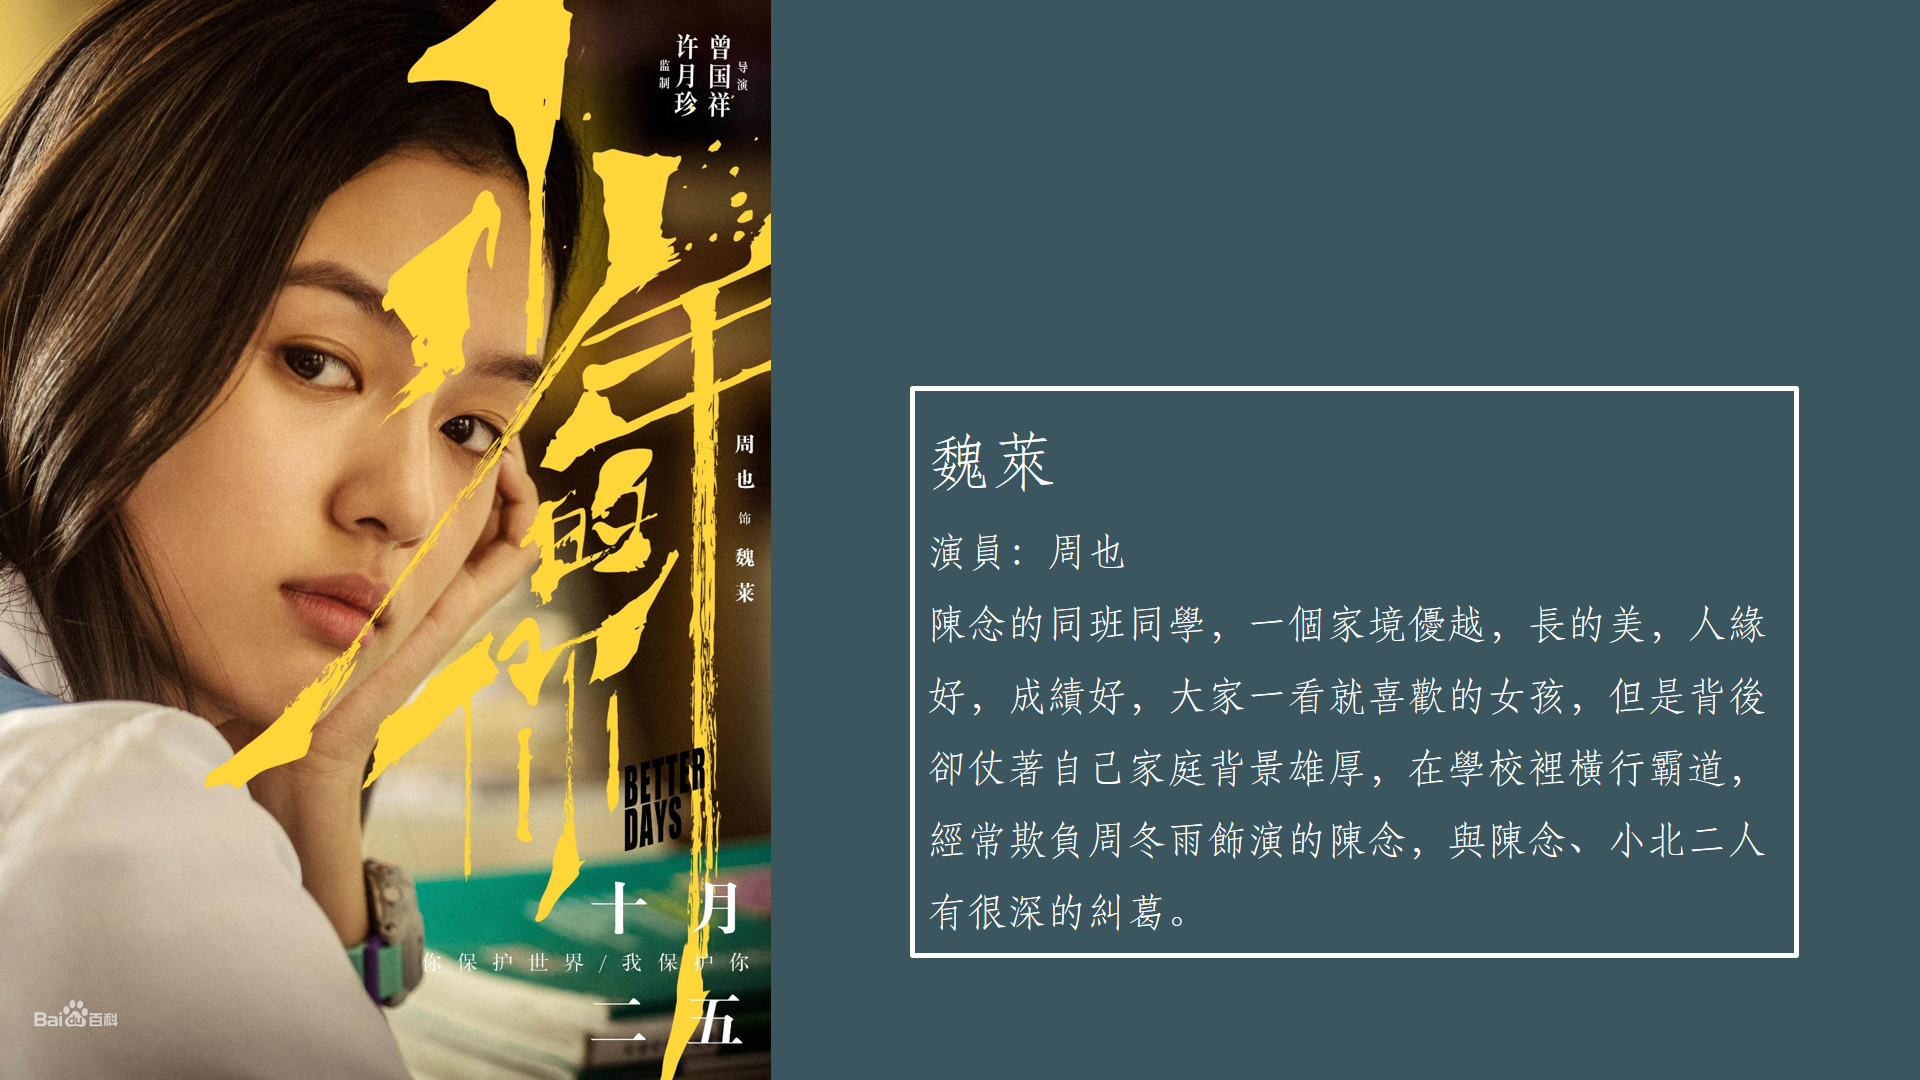 导演
曾国祥
监制
许月珍
少年的你
周也 饰 魏莱
BETTER
DAYS
十月
你保护世界/我保护你
二五
Bai du 百科
魏萊
演員：周也
陳念的同班同學，一個家境優越，長的美，人緣
好，成績好，大家一看就喜歡的女孩，但是背後
卻仗著自己家庭背景雄厚，在學校裡橫行霸道，
經常欺負周冬雨飾演的陳念，與陳念、小北二人
有很深的糾葛。